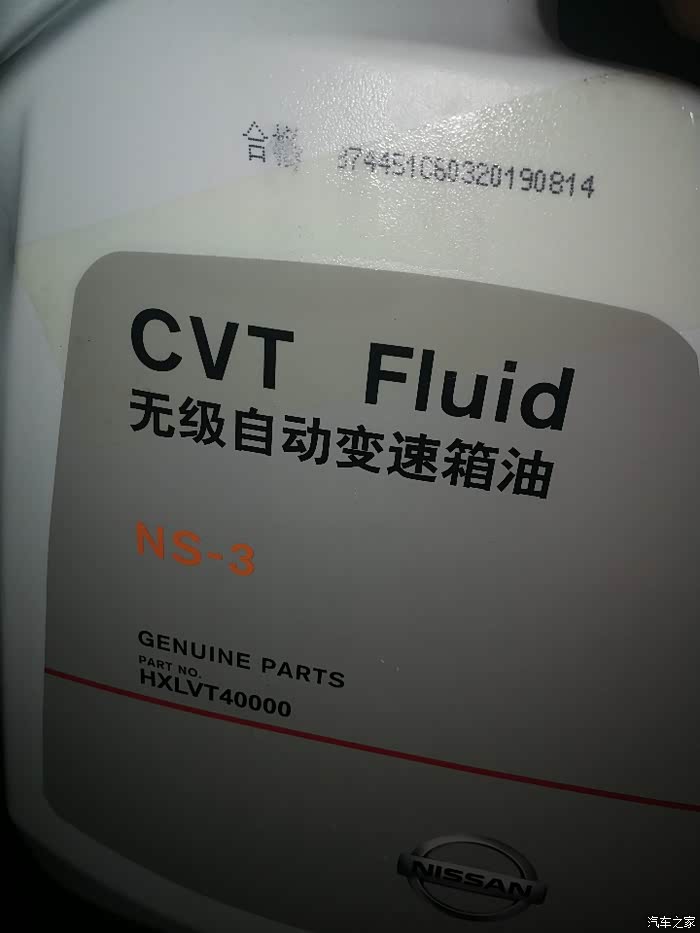 合格 374451C60320190814
CVT Fluid
无级自动变速箱油
NS-3
GENUINE PARTS
PART NO.
HXLVT40000
NISSAN
汽车之家